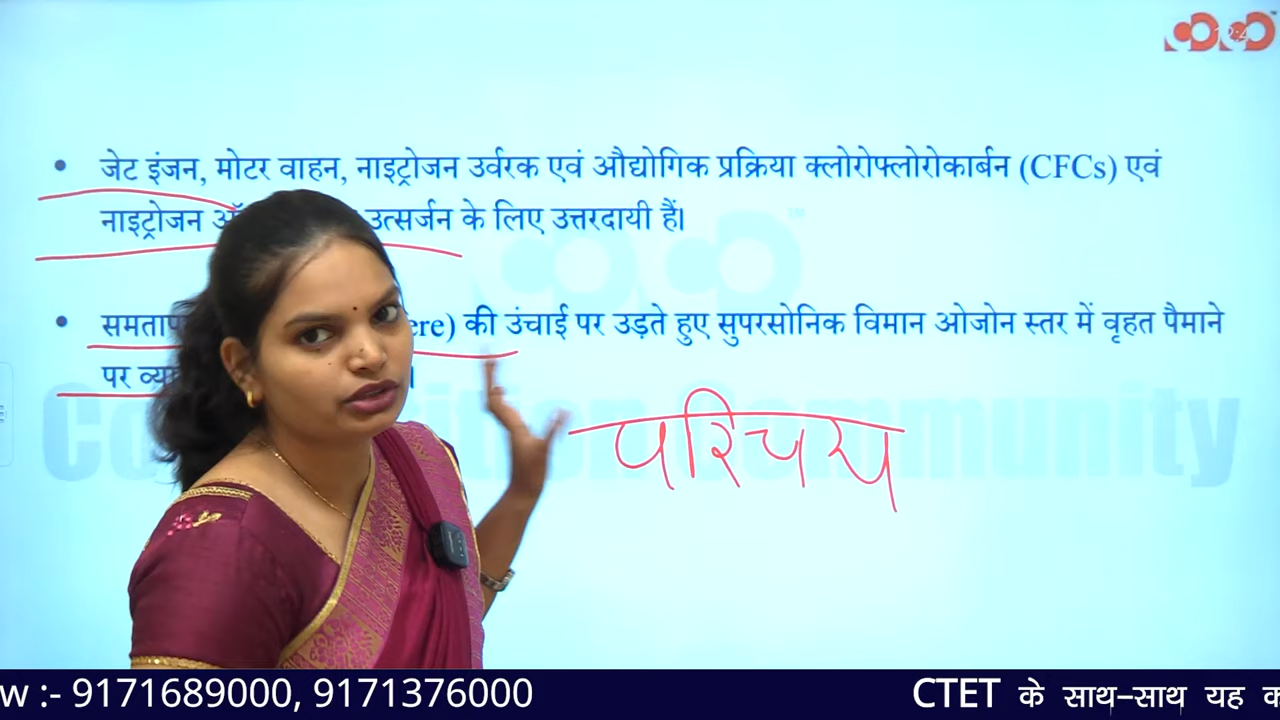 • जेट इंजन, मोटर वाहन, नाइट्रोजन उर्वरक एवं औद्योगिक प्रक्रिया क्लोरोफ्लोरोकार्बन (CFCs) एवं
नाइट्रोजन उत्सर्जन के लिए उत्तरदायी हैं।
• ere) की उंचाई पर उड़ते हुए सुपरसोनिक विमान ओजोन स्तर में वृहत पैमाने
पर
परिचय
w :- 9171689000, 9171376000 CTET के साथ-साथ यह क